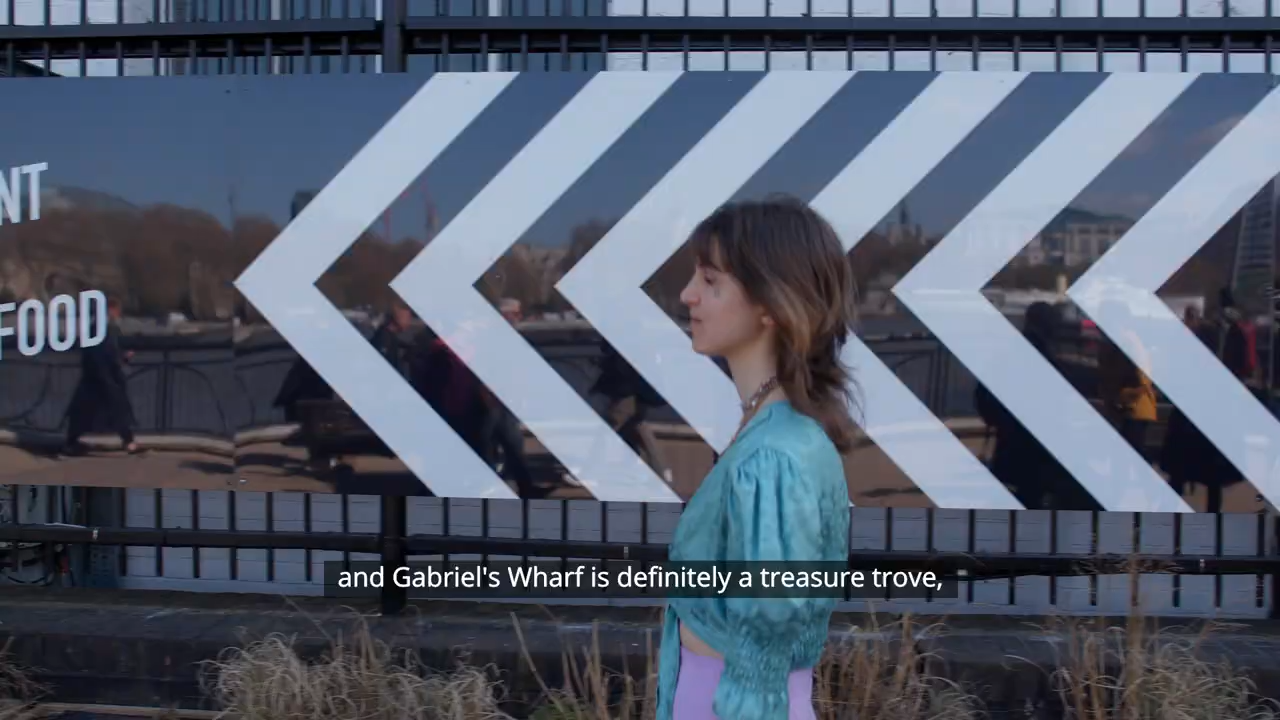 NT
FOOD
and Gabriel's Wharf is definitely a treasure trove,